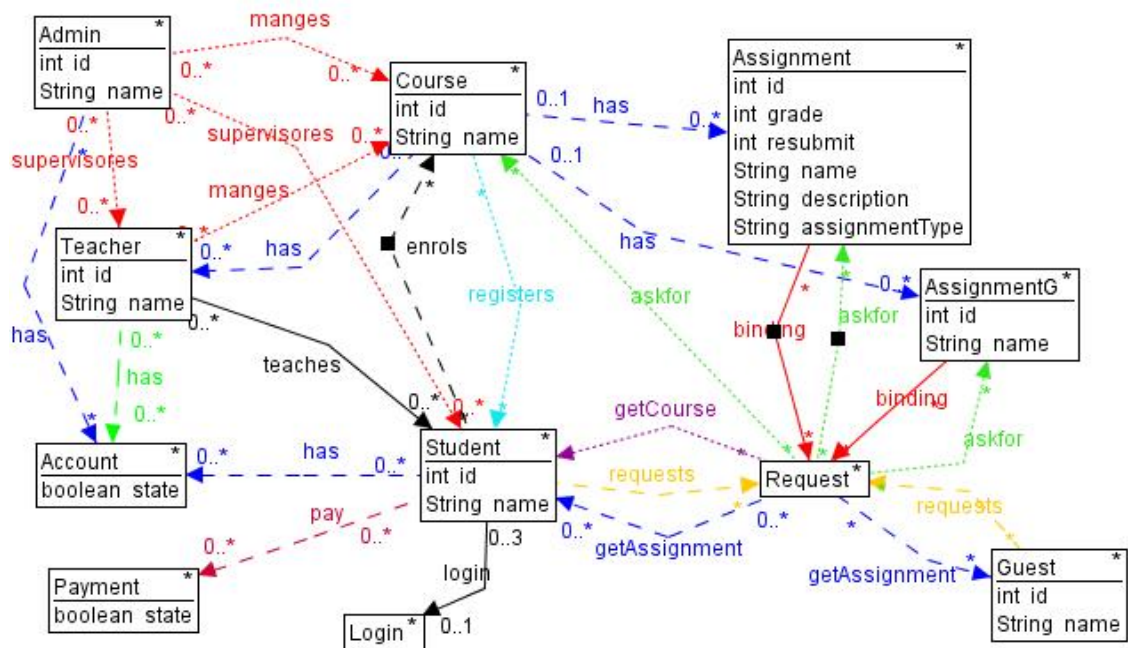 manges
Admin *
int id
String name
0..*
0..*
Course *
int id
String name
0..1
has
0..*
Assignment *
int id
int grade
int resubmit
String name
String description
String assignmentType
0..*
0..*
*
supervisores
supervisores
0..*
0..1
manges
*
*
*
0..*
Teacher *
int id
String name
0..*
has
enrols
has
0..*
AssignmentG *
int id
String name
registers
askfor
*
binding
*
askfor
0..*
0..*
has
has
0..*
teaches
binding
*
*
getCourse
askfor
*
0..*
0..*
*
Account *
boolean state
0..*
has
0..*
Student *
int id
String name
*
*
*
Request *
requests
*
requests
pay
0..*
0..*
0..*
0..*
getAssignment
*
*
getAssignment
*
Guest *
int id
String name
Payment *
boolean state
0..3
login
0..1
Login *